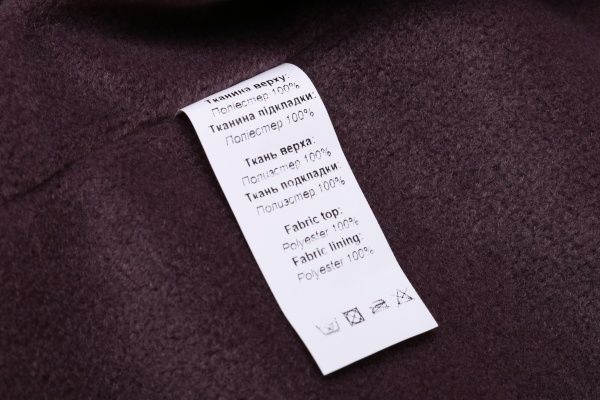 Тканина верху:
Поліестер 100%
Тканина підкладки:
Поліестер 100%
Ткань верха:
Полиэстер 100%
Ткань подкладки:
Полиэстер 100%
Fabric top:
Polyester 100%
Fabric lining:
Polyester 100%